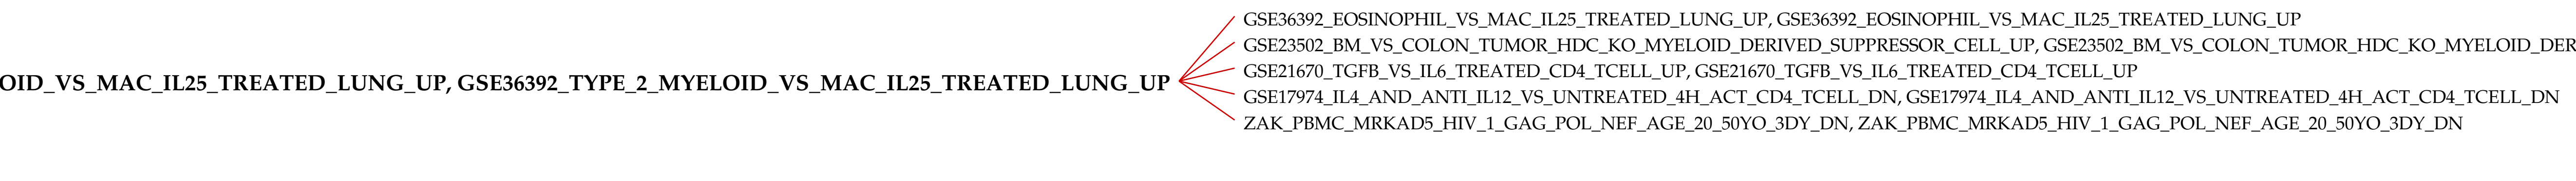 OID_VS_MAC_IL25_TREATED_LUNG_UP, GSE36392_TYPE_2_MYELOID_VS_MAC_IL25_TREATED_LUNG_UP
GSE36392_EOSINOPHIL_VS_MAC_IL25_TREATED_LUNG_UP, GSE36392_EOSINOPHIL_VS_MAC_IL25_TREATED_LUNG_UP
GSE23502_BM_VS_COLON_TUMOR_HDC_KO_MYELOID_DERIVED_SUPPRESSOR_CELL_UP, GSE23502_BM_VS_COLON_TUMOR_HDC_KO_MYELOID_DER
GSE21670_TGFB_VS_IL6_TREATED_CD4_TCELL_UP, GSE21670_TGFB_VS_IL6_TREATED_CD4_TCELL_UP
GSE17974_IL4_AND_ANTI_IL12_VS_UNTREATED_4H_ACT_CD4_TCELL_DN, GSE17974_IL4_AND_ANTI_IL12_VS_UNTREATED_4H_ACT_CD4_TCELL_DN
ZAK_PBMC_MRKAD5_HIV_1_GAG_POL_NEF_AGE_20_50YO_3DY_DN, ZAK_PBMC_MRKAD5_HIV_1_GAG_POL_NEF_AGE_20_50YO_3DY_DN